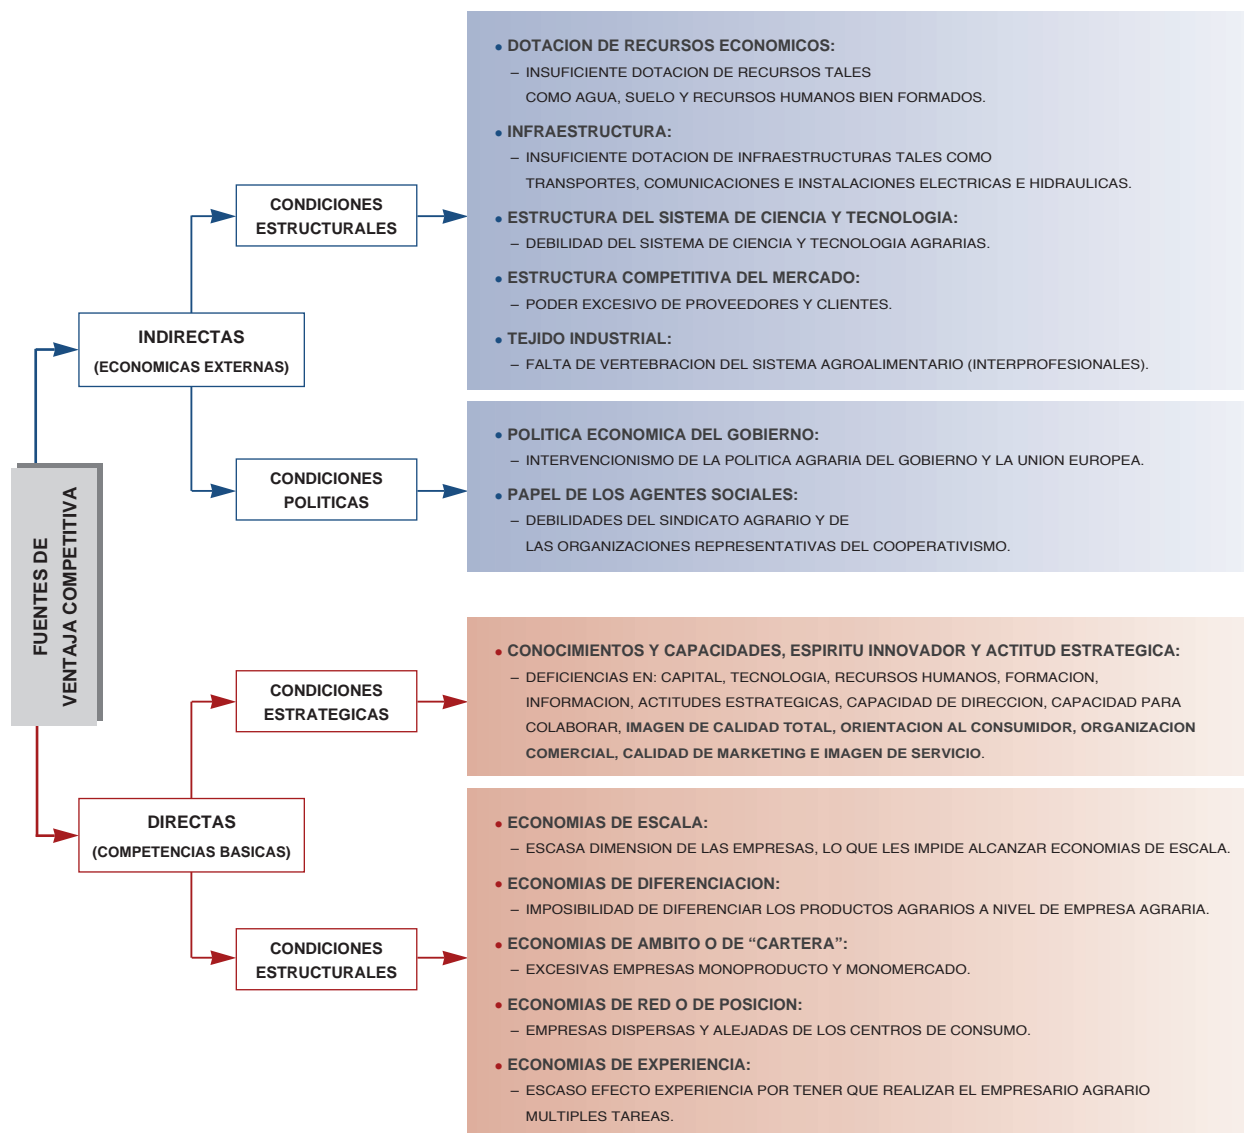 FUENTES DE
VENTAJA COMPETITIVA
INDIRECTAS
(ECONOMICAS EXTERNAS)
CONDICIONES
ESTRUCTURALES
• DOTACION DE RECURSOS ECONOMICOS:
– INSUFICIENTE DOTACION DE RECURSOS TALES
COMO AGUA, SUELO Y RECURSOS HUMANOS BIEN FORMADOS.
• INFRAESTRUCTURA:
– INSUFICIENTE DOTACION DE INFRAESTRUCTURAS TALES COMO
TRANSPORTES, COMUNICACIONES E INSTALACIONES ELECTRICAS E HIDRAULICAS.
• ESTRUCTURA DEL SISTEMA DE CIENCIA Y TECNOLOGIA:
– DEBILIDAD DEL SISTEMA DE CIENCIA Y TECNOLOGIA AGRARIAS.
• ESTRUCTURA COMPETITIVA DEL MERCADO:
– PODER EXCESIVO DE PROVEEDORES Y CLIENTES.
• TEJIDO INDUSTRIAL:
– FALTA DE VERTEBRACION DEL SISTEMA AGROALIMENTARIO (INTERPROFESIONALES).
CONDICIONES
POLITICAS
• POLITICA ECONOMICA DEL GOBIERNO:
– INTERVENCIONISMO DE LA POLITICA AGRARIA DEL GOBIERNO Y LA UNION EUROPEA.
• PAPEL DE LOS AGENTES SOCIALES:
– DEBILIDADES DEL SINDICATO AGRARIO Y DE
LAS ORGANIZACIONES REPRESENTATIVAS DEL COOPERATIVISMO.
DIRECTAS
(COMPETENCIAS BASICAS)
CONDICIONES
ESTRATEGICAS
• CONOCIMIENTOS Y CAPACIDADES, ESPIRITU INNOVADOR Y ACTITUD ESTRATEGICA:
– DEFICIENCIAS EN: CAPITAL, TECNOLOGIA, RECURSOS HUMANOS, FORMACION,
INFORMACION, ACTITUDES ESTRATEGICAS, CAPACIDAD DE DIRECCION, CAPACIDAD PARA
COLABORAR, IMAGEN DE CALIDAD TOTAL, ORIENTACION AL CONSUMIDOR, ORGANIZACION
COMERCIAL, CALIDAD DE MARKETING E IMAGEN DE SERVICIO.
CONDICIONES
ESTRUCTURALES
• ECONOMIAS DE ESCALA:
– ESCASA DIMENSION DE LAS EMPRESAS, LO QUE LES IMPIDE ALCANZAR ECONOMIAS DE ESCALA.
• ECONOMIAS DE DIFERENCIACION:
– IMPOSIBILIDAD DE DIFERENCIAR LOS PRODUCTOS AGRARIOS A NIVEL DE EMPRESA AGRARIA.
• ECONOMIAS DE AMBITO O DE “CARTERA”:
– EXCESIVAS EMPRESAS MONOPRODUCTO Y MONOMERCADO.
• ECONOMIAS DE RED O DE POSICION:
– EMPRESAS DISPERSAS Y ALEJADAS DE LOS CENTROS DE CONSUMO.
• ECONOMIAS DE EXPERIENCIA:
– ESCASO EFECTO EXPERIENCIA POR TENER QUE REALIZAR EL EMPRESARIO AGRARIO
MULTIPLES TAREAS.